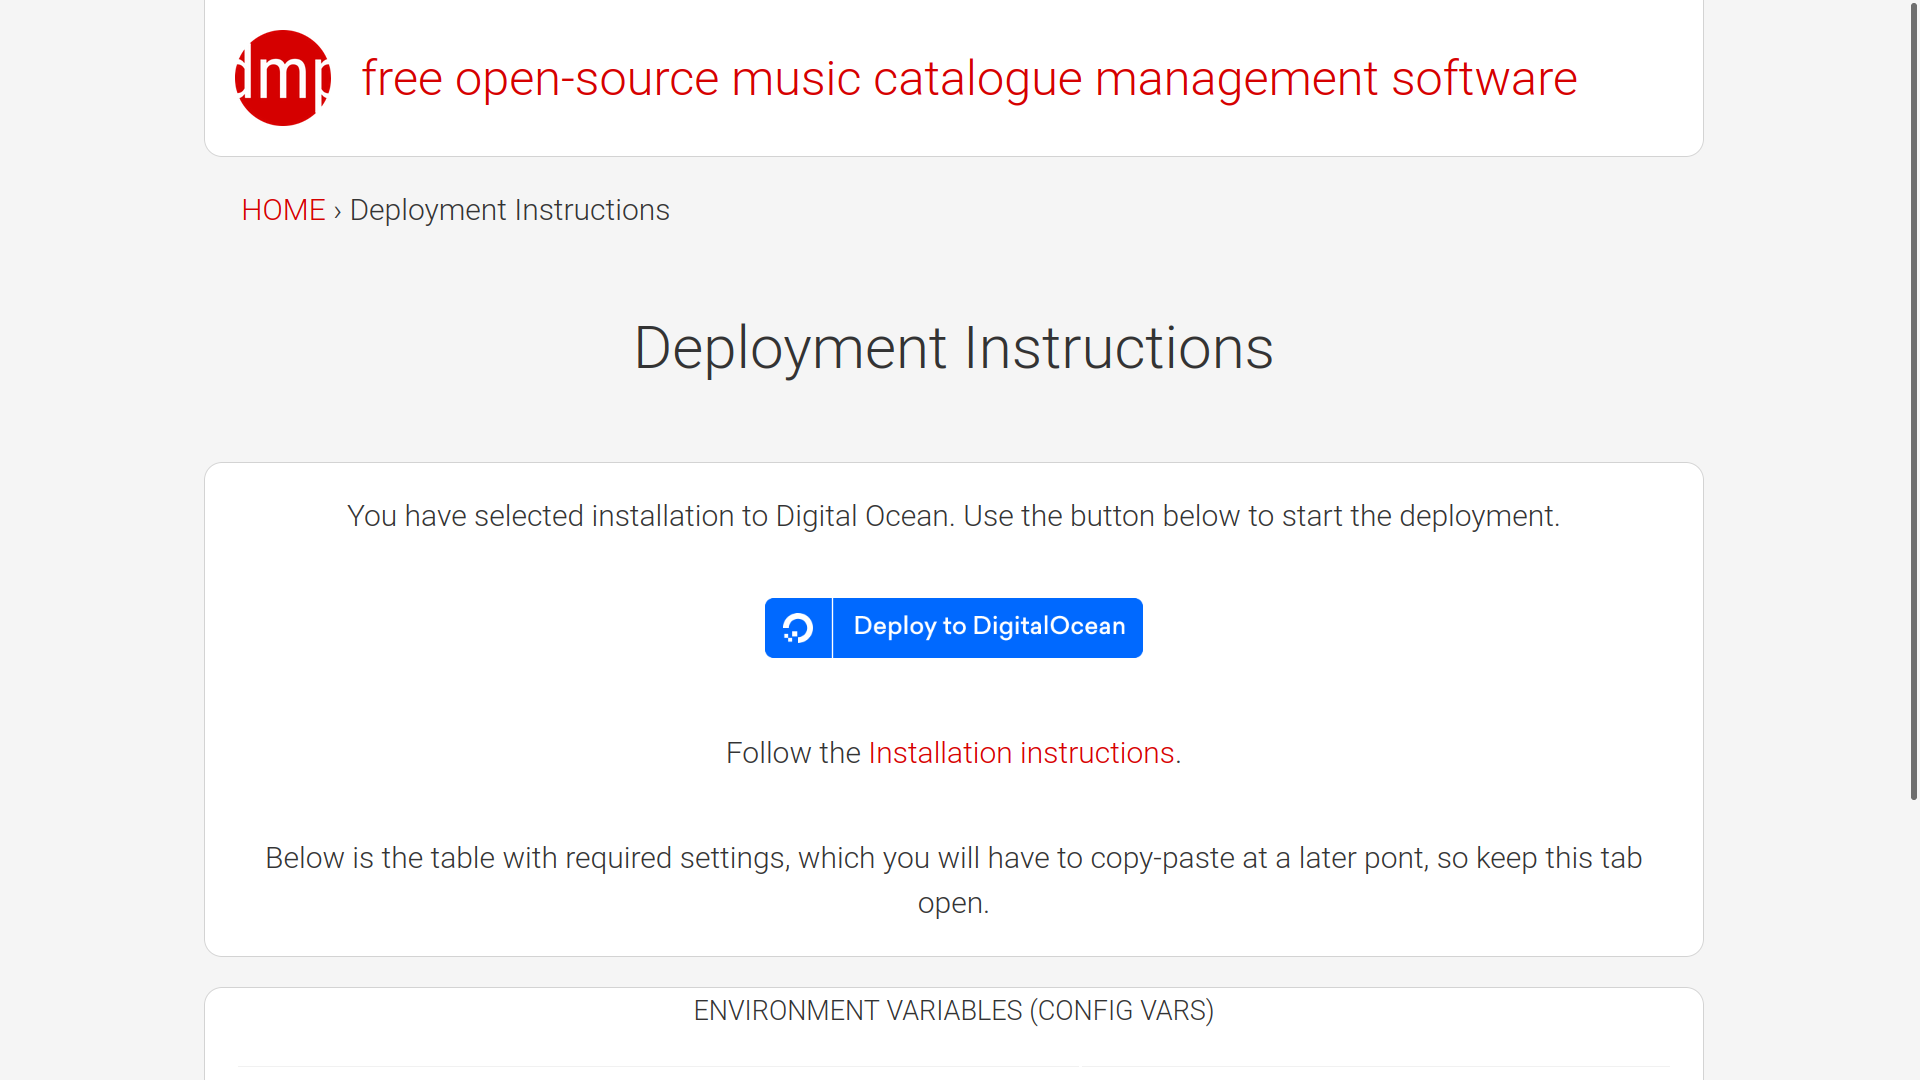 dmp
free open-source music catalogue management software
HOME › Deployment Instructions
Deployment Instructions
You have selected installation to Digital Ocean. Use the button below to start the deployment.
Deploy to DigitalOcean
Follow the Installation instructions.
Below is the table with required settings, which you will have to copy-paste at a later pont, so keep this tab
open.
ENVIRONMENT VARIABLES (CONFIG VARS)